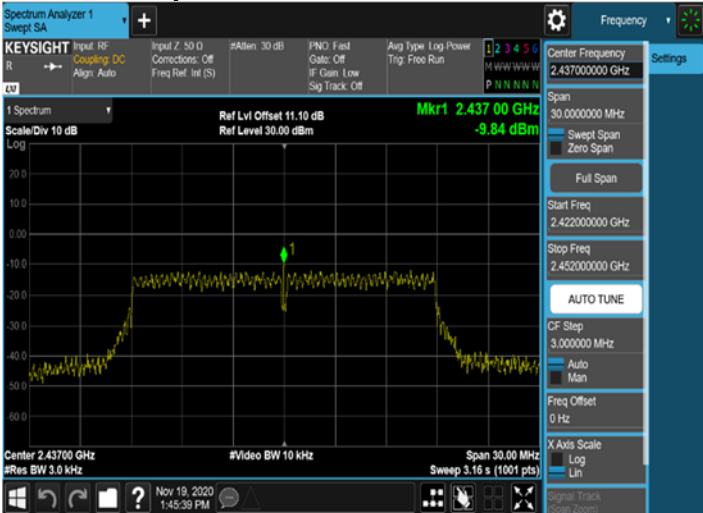 Spectrum Analyzer 1
Swept SA
Frequency
KEYSIGHT
R
LXI
Input: RF
Coupling: DC
Align: Auto
Input Z: 50 Ω
Corrections: Off
Freq Ref: Int (S)
#Atten: 30 dB
PNO: Fast
Gate: Off
IF Gain: Low
Sig Track: Off
Avg Type: Log-Power
Trig: Free Run
1 2 3 4 5 6
M W W W W W
P N N N N N
1 Spectrum
Scale/Div 10 dB
Log
Ref Lvl Offset 11.10 dB
Ref Level 30.00 dBm
Mkr1 2.437 00 GHz
-9.84 dBm
20.0
10.0
0.00
-10.0
-20.0
-30.0
-40.0
-50.0
-60.0
1
Center 2.43700 GHz
#Res BW 3.0 kHz
#Video BW 10 kHz
Span 30.00 MHz
Sweep 3.16 s (1001 pts)
?
Nov 19, 2020
1:45:39 PM
Center Frequency
2.437000000 GHz
Settings
Span
30.0000000 MHz
Swept Span
Zero Span
Full Span
Start Freq
2.422000000 GHz
Stop Freq
2.452000000 GHz
AUTO TUNE
CF Step
3.000000 MHz
Auto
Man
Freq Offset
0 Hz
X Axis Scale
Log
Lin
Signal Track
(Span Zoom)